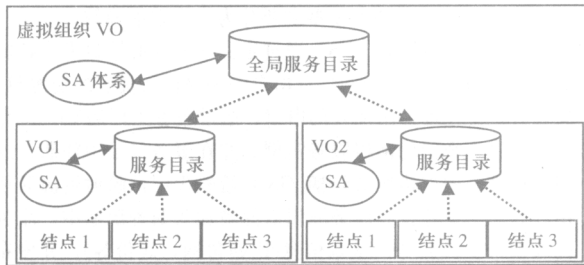 虚拟组织 VO
全局服务目录
SA 体系
VO1
服务目录
SA
结点 1
结点 2
结点 3
VO2
服务目录
SA
结点 1
结点 2
结点 3